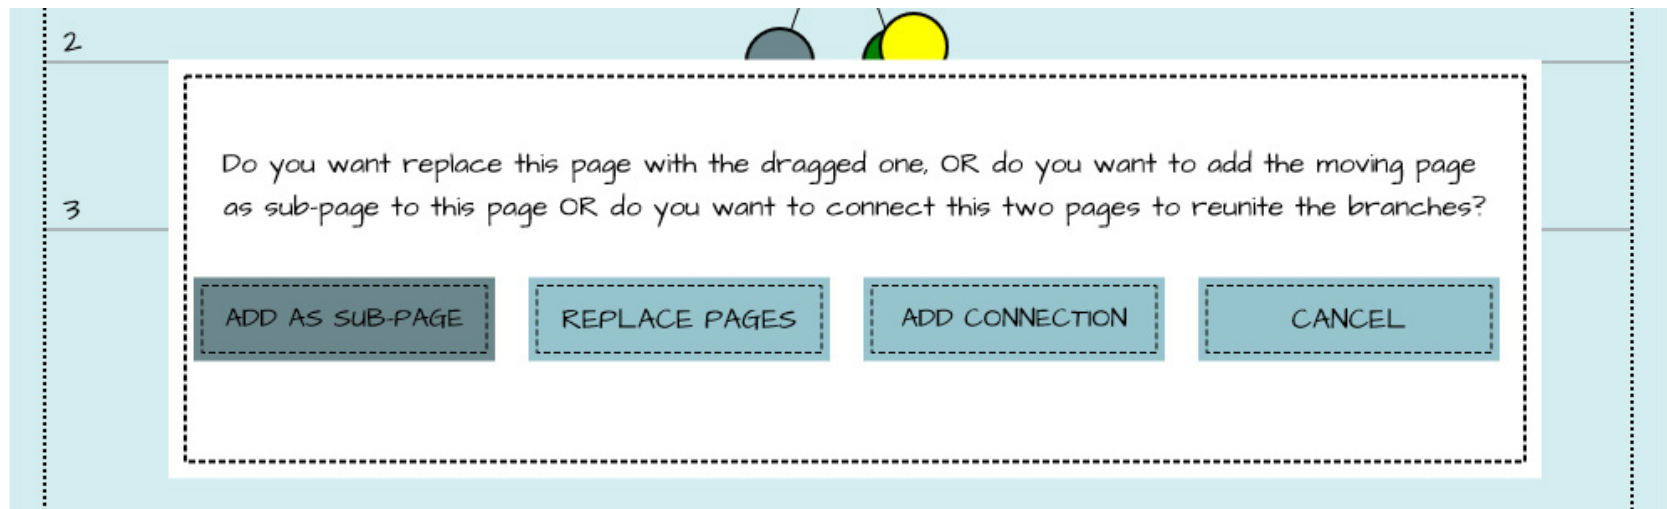 2
3
Do you want replace this page with the dragged one, OR do you want to add the moving page
as sub-page to this page OR do you want to connect this two pages to reunite the branches?
ADD AS SUB-PAGE
REPLACE PAGES
ADD CONNECTION
CANCEL